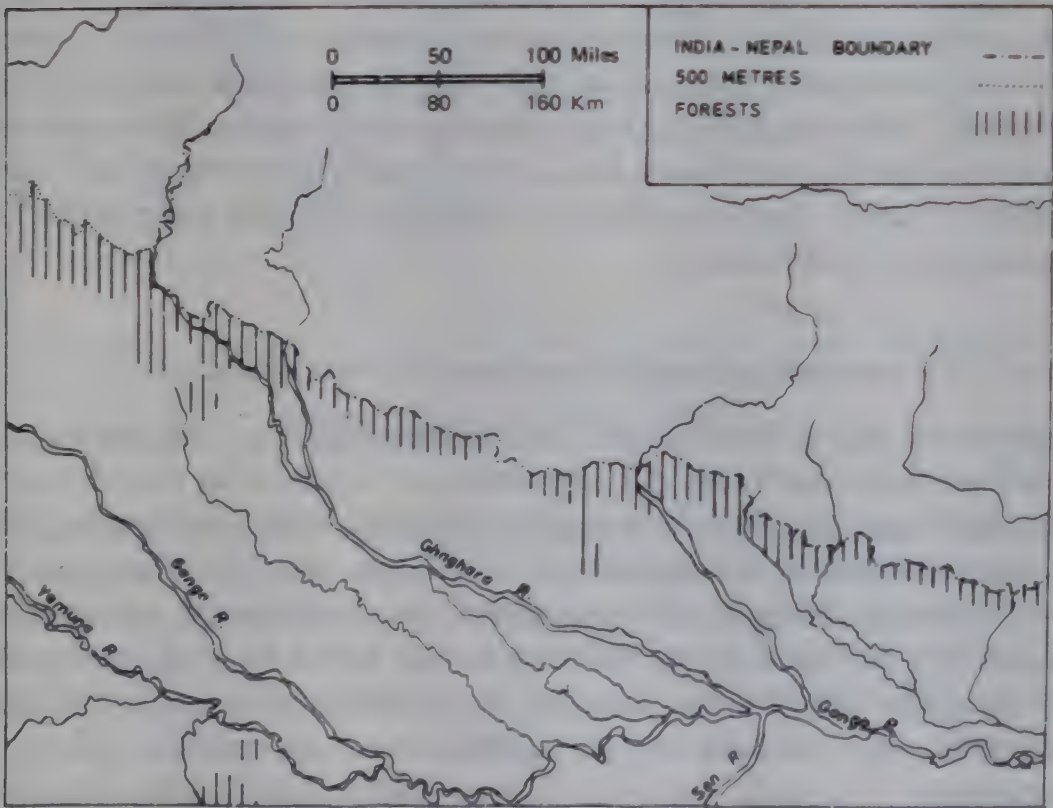 0 50 100 Miles
0 80 160 Km
INDIA - NEPAL BOUNDARY
500 METRES
FORESTS
Ghaghara R.
Ganga R.
Yamuna R
Ganga R.
Son R